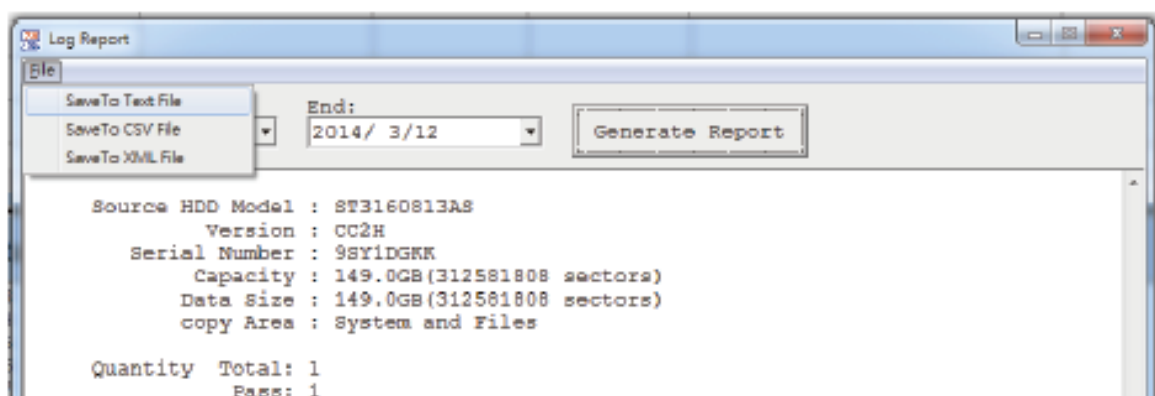 Log Report
File
SaveTo Text File
SaveTo CSV File
SaveTo XML File
End:
2014/ 3/12
Generate Report
Source HDD Model : ST3160813AS
Version : CC2H
Serial Number : 9SY1DGKK
Capacity : 149.0GB(312581808 sectors)
Data Size : 149.0GB(312581808 sectors)
copy Area : System and Files
Quantity Total: 1
Pass: 1